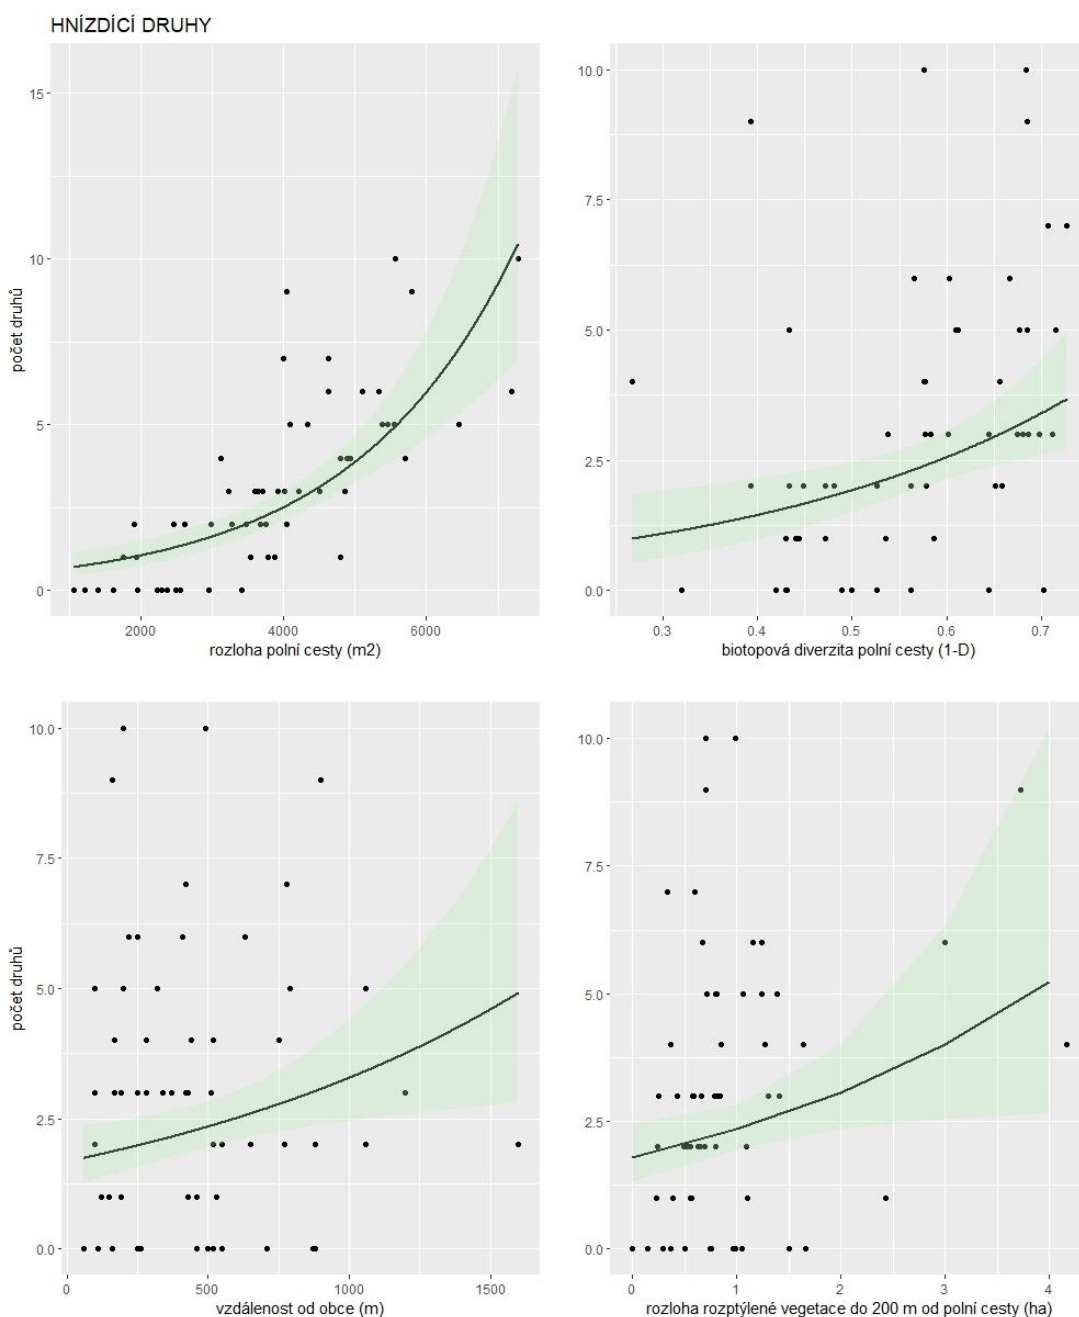 HNÍZDÍCÍ DRUHY
15
10
5
0
počet druhů
2000 4000 6000
rozloha polní cesty (m2)
10.0
7.5
5.0
2.5
0.0
0.3 0.4 0.5 0.6 0.7
biotopová diverzita polní cesty (1-D)
10.0
7.5
5.0
2.5
0.0
počet druhů
0 500 1000 1500
vzdálenost od obce (m)
10.0
7.5
5.0
2.5
0.0
0 1 2 3 4
rozloha rozptýlené vegetace do 200 m od polní cesty (ha)